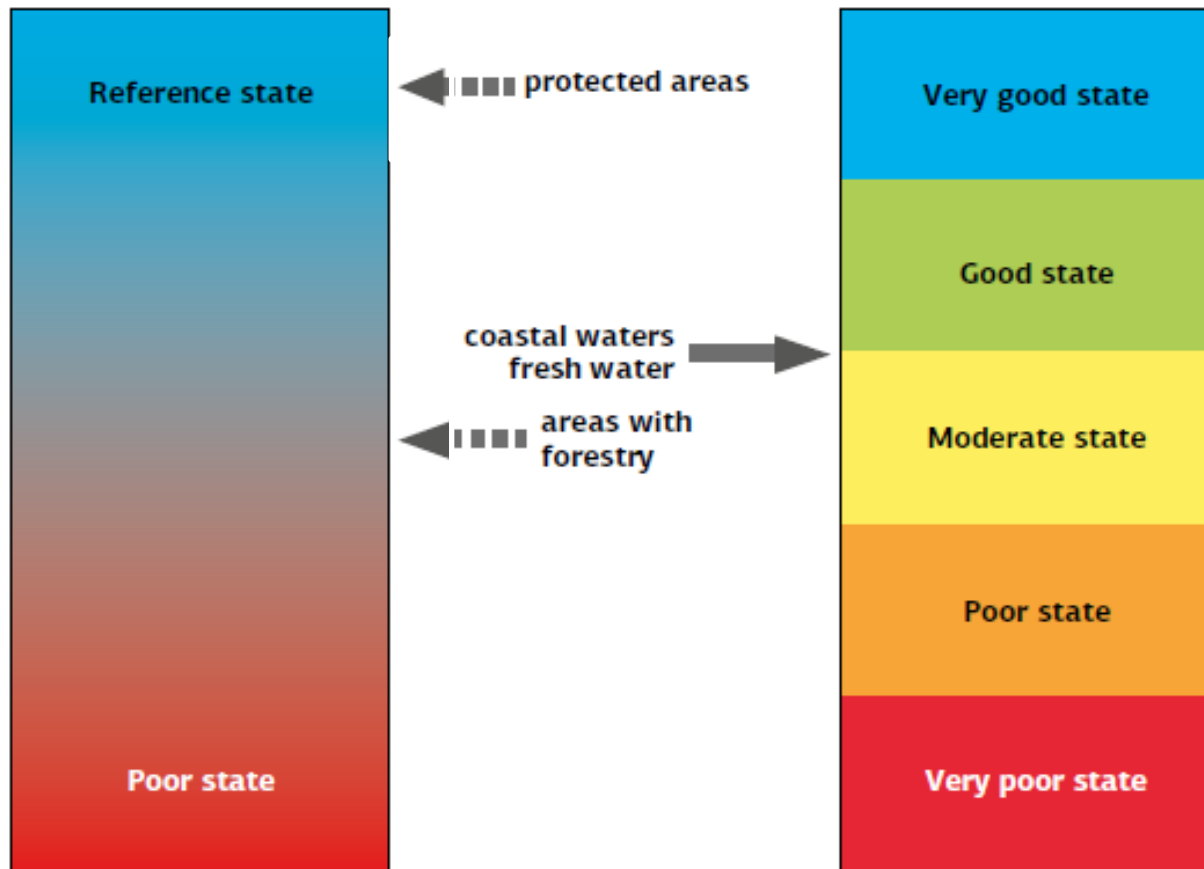 Reference state
Poor state
protected areas
coastal waters
fresh water
areas with
forestry
Very good state
Good state
Moderate state
Poor state
Very poor state